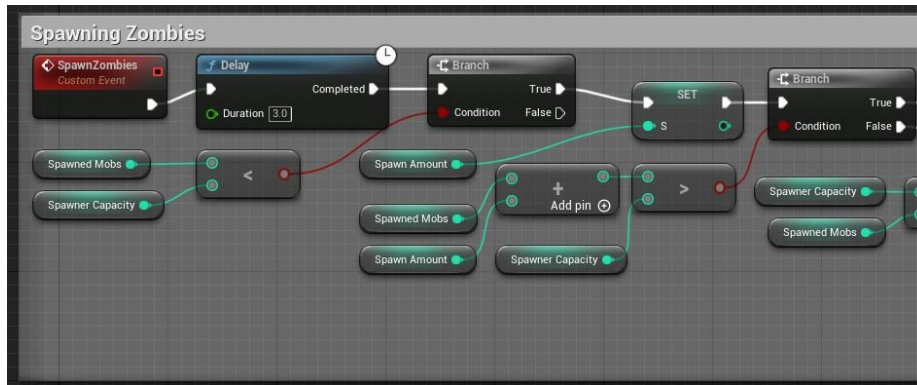 Spawning Zombies
SpawnZombies
Custom Event
f Delay
Completed
Duration 3.0
Branch
True
Condition False
SET
S
Branch
True
Condition False
Spawned Mobs
Spawner Capacity
<
Spawn Amount
Spawned Mobs
Spawn Amount
+
Add pin
Spawner Capacity
>
Spawner Capacity
Spawned Mobs